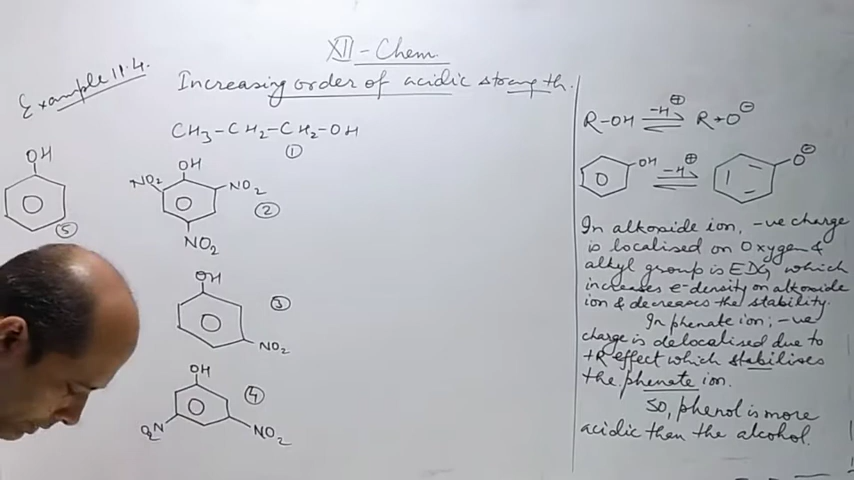 XII - Chem.
Example 11.4.
Increasing order of acidic strength.
CH3-CH2-CH2-OH
1
OH
5
OH
NO2
NO2
NO2
2
OH
NO2
3
OH
O2N
NO2
4
R-OH -H⊕ R-O⊖
OH -H⊕ O⊖
In alkoxide ion, -ve charge
is localised on Oxygen &
alkyl group is EDG, which
increases e- density on alkoxide
ion & decreases the stability.
In phenate ion, -ve
charge is delocalised due to
+R effect which stabilises
the phenate ion.
So, phenol is more
acidic then the alcohol.